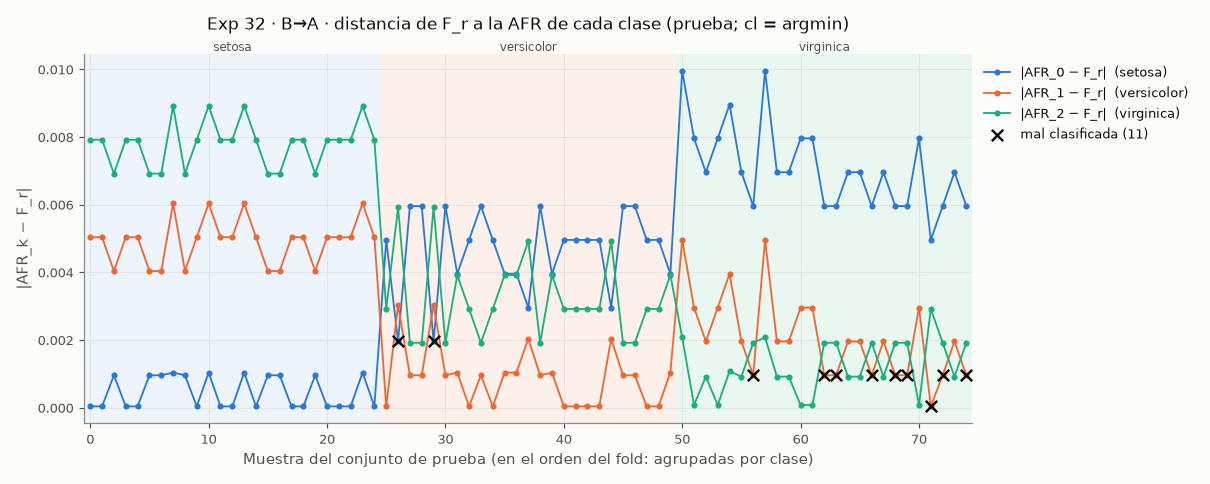 Exp 32 · B→A · distancia de F_r a la AFR de cada clase (prueba; cl = argmin)
setosa versicolor virginica
|AFR_k − F_r|
0.010
0.008
0.006
0.004
0.002
0.000
0 10 20 30 40 50 60 70
Muestra del conjunto de prueba (en el orden del fold: agrupadas por clase)
|AFR_0 − F_r| (setosa)
|AFR_1 − F_r| (versicolor)
|AFR_2 − F_r| (virginica)
mal clasificada (11)